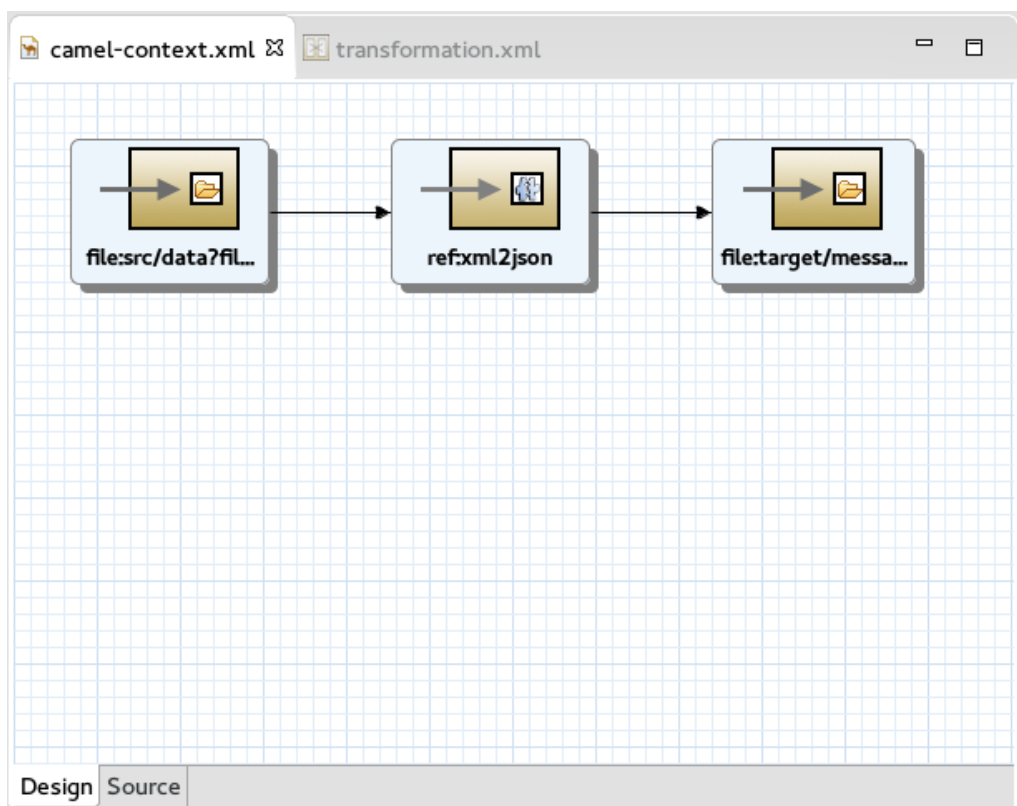 camel-context.xml
transformation.xml
file:src/data?fil...
ref:xml2json
file:target/messa...
Design
Source